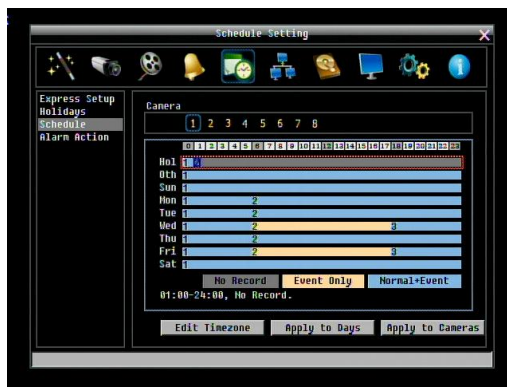 Schedule Setting
X
Express Setup
Holidays
Schedule
Alarm Action
Camera
1 2 3 4 5 6 7 8
0 1 2 3 4 5 6 7 8 9 10 11 12 13 14 15 16 17 18 19 20 21 22 23
Hol 1 4
Oth 1
Sun 1
Mon 1 2
Tue 1 2
Wed 1 2 3
Thu 1 2
Fri 1 2 3
Sat 1
No Record Event Only Normal+Event
01:00-24:00, No Record.
Edit Timezone Apply to Days Apply to Cameras